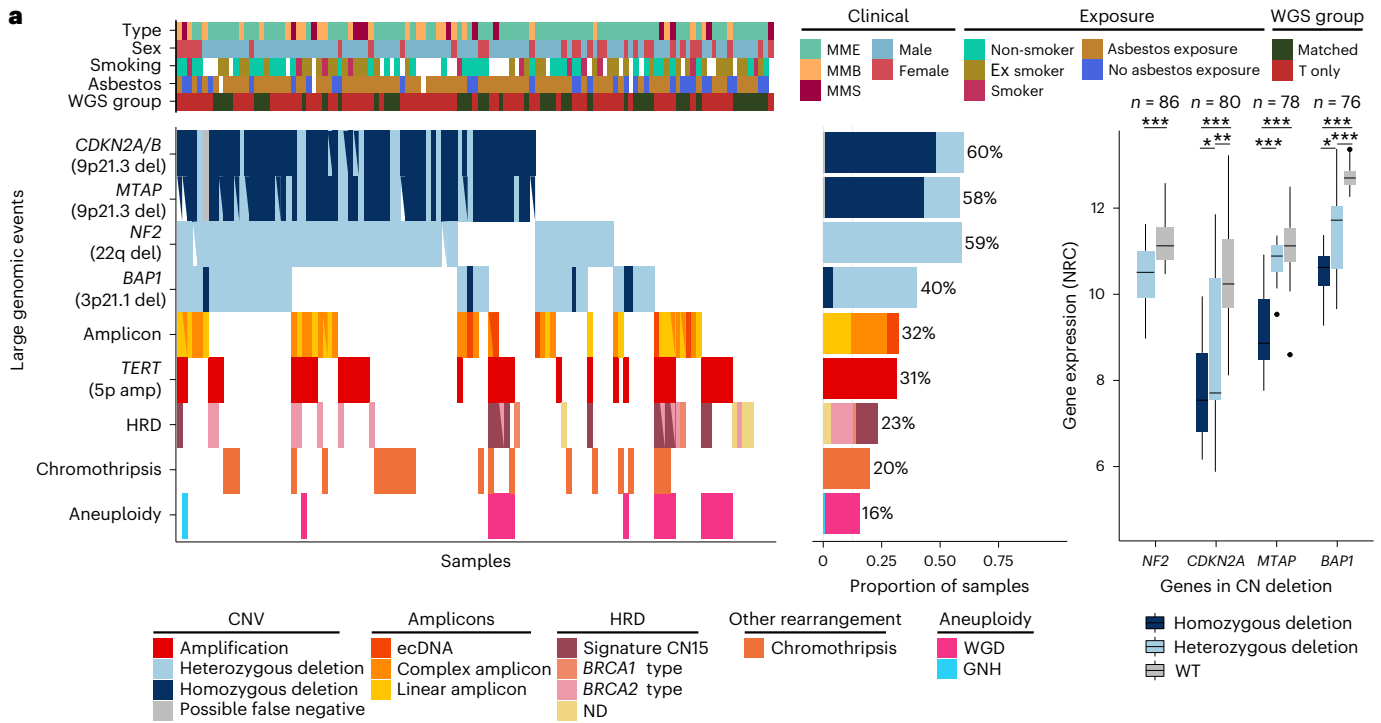 a
Type
Sex
Smoking
Asbestos
WGS group
Clinical
Exposure
WGS group
MME
Male
Non-smoker
Asbestos exposure
Matched
MMB
Female
Ex smoker
No asbestos exposure
T only
MMS
Smoker
Large genomic events
CDKN2A/B
(9p21.3 del)
MTAP
(9p21.3 del)
NF2
(22q del)
BAP1
(3p21.1 del)
Amplicon
TERT
(5p amp)
HRD
Chromothripsis
Aneuploidy
Samples
60%
58%
59%
40%
32%
31%
23%
20%
16%
0
0.25
0.50
0.75
Proportion of samples
n = 86
n = 80
n = 78
n = 76
***
***
***
***
*
**
***
*
***
Gene expression (NRC)
12
10
8
6
NF2
CDKN2A
MTAP
BAP1
Genes in CN deletion
Homozygous deletion
Heterozygous deletion
WT
CNV
Amplification
Heterozygous deletion
Homozygous deletion
Possible false negative
Amplicons
ecDNA
Complex amplicon
Linear amplicon
HRD
Signature CN15
BRCA1 type
BRCA2 type
ND
Other rearrangement
Chromothripsis
Aneuploidy
WGD
GNH